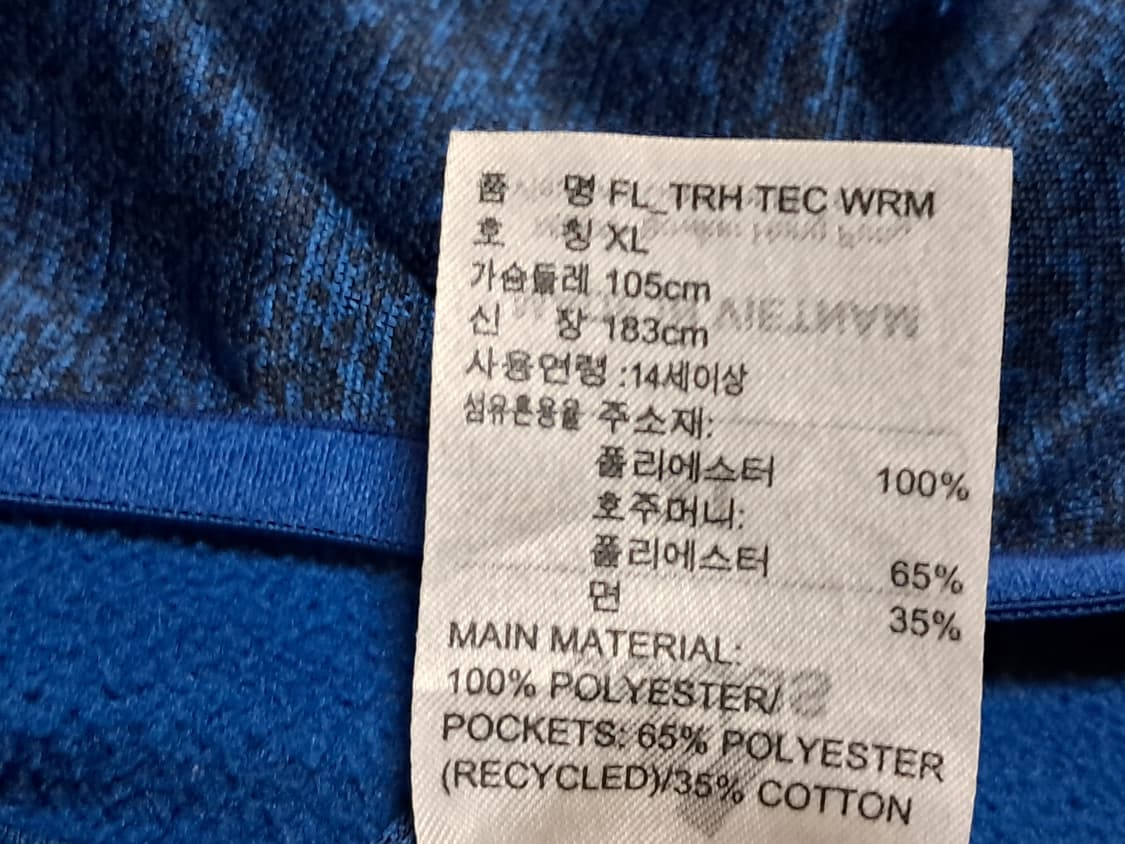 품 명 FL_TRH TEC WRM
호 칭 XL
가슴둘레 105cm
신 장 183cm
사용연령 :14세이상
섬유혼용율 주소재:
폴리에스터 100%
호주머니:
폴리에스터 65%
면 35%
MAIN MATERIAL:
100% POLYESTER/
POCKETS: 65% POLYESTER
(RECYCLED)/35% COTTON
VIETNAM